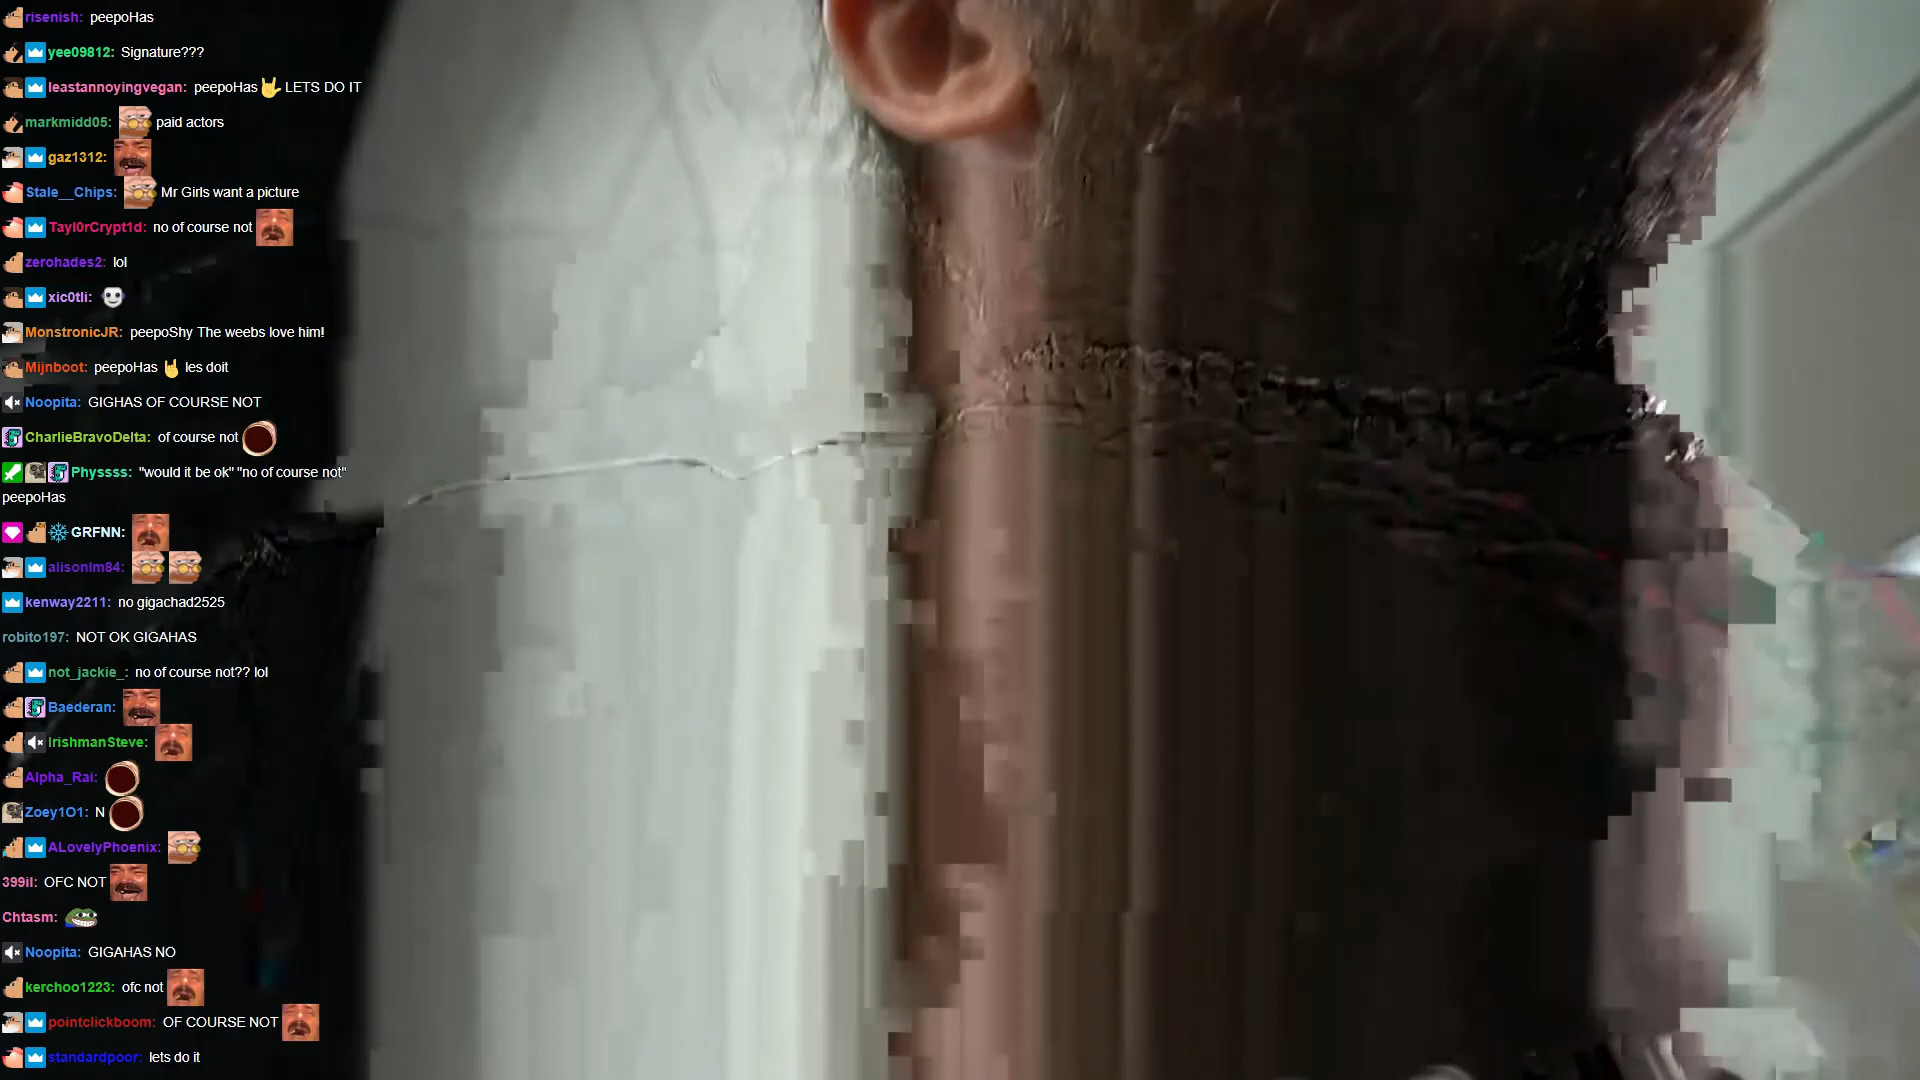 risenish: peepoHas
yee09812: Signature???
leastannoyingvegan: peepoHas LETS DO IT
markmidd05: paid actors
gaz1312:
Stale__Chips: Mr Girls want a picture
Tayl0rCrypt1d: no of course not
zerohades2: lol
xic0tli:
MonstronicJR: peepoShy The weebs love him!
Mijnboot: peepoHas les doit
Noopita: GIGHAS OF COURSE NOT
CharlieBravoDelta: of course not
Physsss: "would it be ok" "no of course not"
peepoHas
GRFNN:
alisonlm84:
kenway2211: no gigachad2525
robito197: NOT OK GIGAHAS
not_jackie_: no of course not?? lol
Baederan:
IrishmanSteve:
Alpha_Rai:
Zoey1O1: N
ALovelyPhoenix:
399il: OFC NOT
Chtasm:
Noopita: GIGAHAS NO
kerchoo1223: ofc not
pointclickboom: OF COURSE NOT
standardpoor: lets do it